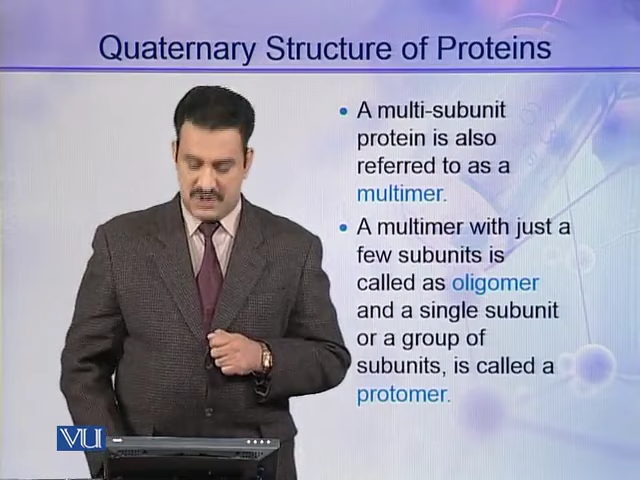 Quaternary Structure of Proteins
• A multi-subunit
protein is also
referred to as a
multimer.
• A multimer with just a
few subunits is
called as oligomer
and a single subunit
or a group of
subunits, is called a
protomer.
VU